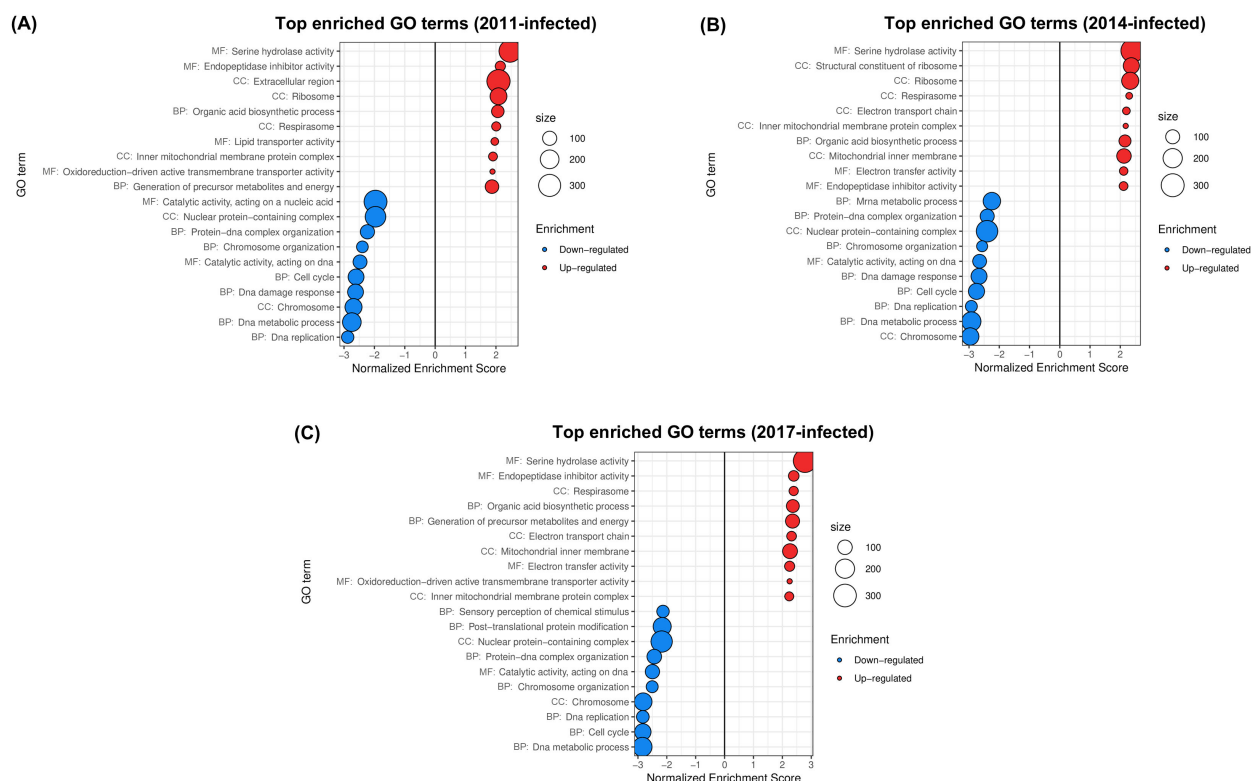 (A)
Top enriched GO terms (2011-infected)
GO term
MF: Serine hydrolase activity
MF: Endopeptidase inhibitor activity
CC: Extracellular region
CC: Ribosome
BP: Organic acid biosynthetic process
CC: Respirasome
MF: Lipid transporter activity
CC: Inner mitochondrial membrane protein complex
MF: Oxidoreduction−driven active transmembrane transporter activity
BP: Generation of precursor metabolites and energy
MF: Catalytic activity, acting on a nucleic acid
CC: Nuclear protein−containing complex
BP: Protein−dna complex organization
BP: Chromosome organization
MF: Catalytic activity, acting on dna
BP: Cell cycle
BP: Dna damage response
CC: Chromosome
BP: Dna metabolic process
BP: Dna replication
−3 −2 −1 0 1 2
Normalized Enrichment Score
size
100
200
300
Enrichment
Down−regulated
Up−regulated
(B)
Top enriched GO terms (2014-infected)
GO term
MF: Serine hydrolase activity
CC: Structural constituent of ribosome
CC: Ribosome
CC: Respirasome
CC: Electron transport chain
CC: Inner mitochondrial membrane protein complex
BP: Organic acid biosynthetic process
CC: Mitochondrial inner membrane
MF: Electron transfer activity
MF: Endopeptidase inhibitor activity
BP: Mrna metabolic process
BP: Protein−dna complex organization
CC: Nuclear protein−containing complex
BP: Chromosome organization
MF: Catalytic activity, acting on dna
BP: Dna damage response
BP: Cell cycle
BP: Dna replication
BP: Dna metabolic process
CC: Chromosome
−3 −2 −1 0 1 2
Normalized Enrichment Score
size
100
200
300
Enrichment
Down−regulated
Up−regulated
(C)
Top enriched GO terms (2017-infected)
GO term
MF: Serine hydrolase activity
MF: Endopeptidase inhibitor activity
CC: Respirasome
BP: Organic acid biosynthetic process
BP: Generation of precursor metabolites and energy
CC: Electron transport chain
CC: Mitochondrial inner membrane
MF: Electron transfer activity
MF: Oxidoreduction−driven active transmembrane transporter activity
CC: Inner mitochondrial membrane protein complex
BP: Sensory perception of chemical stimulus
BP: Post−translational protein modification
CC: Nuclear protein−containing complex
BP: Protein−dna complex organization
MF: Catalytic activity, acting on dna
BP: Chromosome organization
CC: Chromosome
BP: Dna replication
BP: Cell cycle
BP: Dna metabolic process
−3 −2 −1 0 1 2 3
Normalized Enrichment Score
size
100
200
300
Enrichment
Down−regulated
Up−regulated